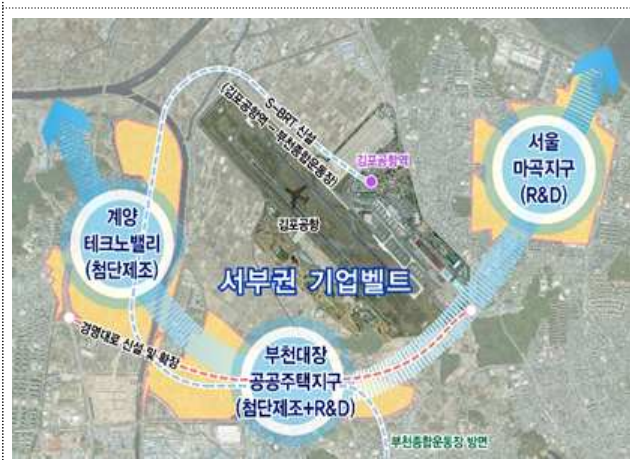 S-BRT 신설
(김포공항역 - 부천종합운동장)
김포공항역
서울
마곡지구
(R&D)
김포공항
계양
테크노밸리
(첨단제조)
서부권 기업벨트
경명대로 신설 및 확장
부천대장
공공주택지구
(첨단제조+R&D)
부천종합운동장 방면